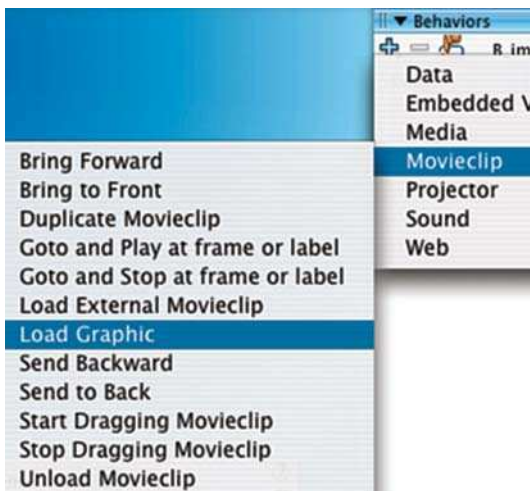 Behaviors
Data
Embedded
Media
Movieclip
Projector
Sound
Web
Bring Forward
Bring to Front
Duplicate Movieclip
Goto and Play at frame or label
Goto and Stop at frame or label
Load External Movieclip
Load Graphic
Send Backward
Send to Back
Start Dragging Movieclip
Stop Dragging Movieclip
Unload Movieclip